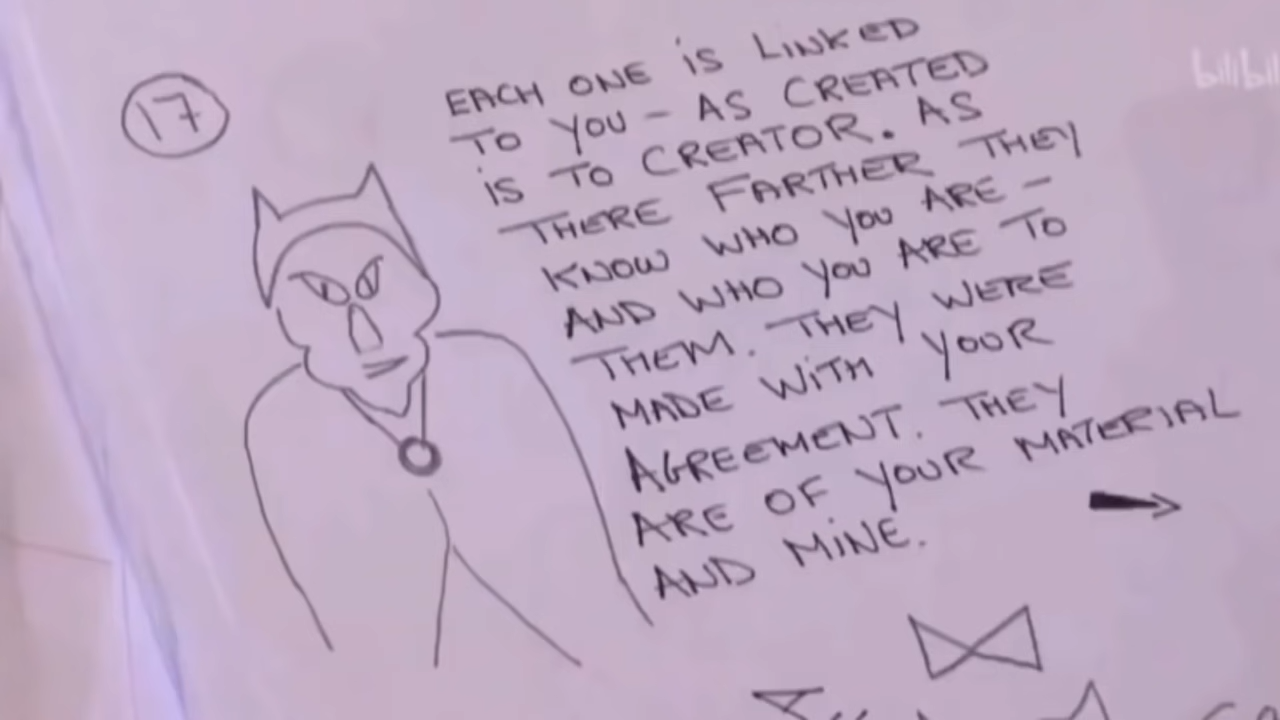 17
EACH ONE IS LINKED
TO YOU - AS CREATED
IS TO CREATOR. AS
THERE FARTHER THEY
KNOW WHO YOU ARE -
AND WHO YOU ARE TO
THEM. THEY WERE
MADE WITH YOUR
AGREEMENT. THEY
ARE OF YOUR MATERIAL
AND MINE.